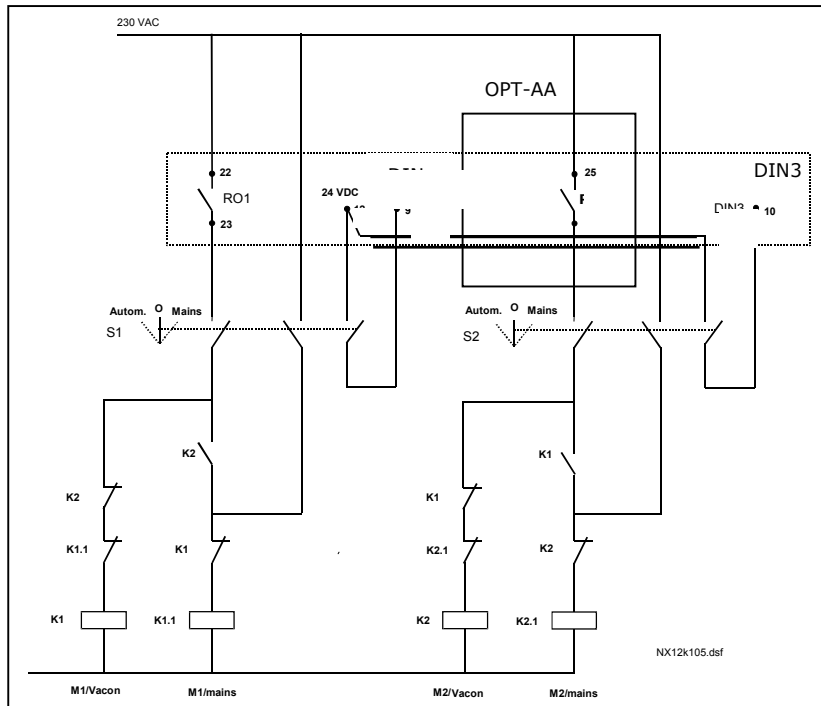 230 VAC
OPT-AA
DIN3
22
25
RO1
24 VDC
9
10
23
Autom. O Mains
S1
Autom. O Mains
S2
K2
K1
K2
K1
K1.1
K1
K2.1
K2
K1
K1.1
K2
K2.1
NX12k105.dsf
M1/Vacon
M1/mains
M2/Vacon
M2/mains